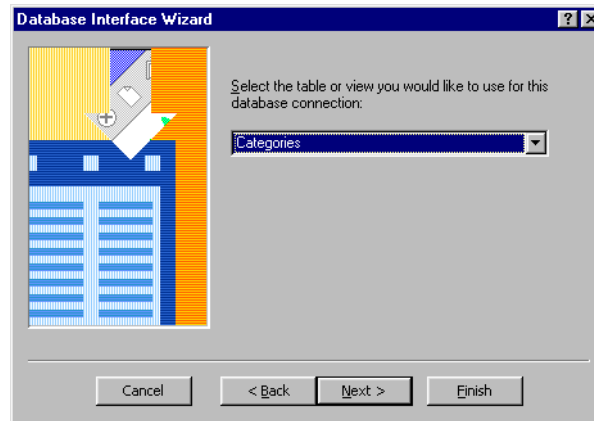 Database Interface Wizard
Select the table or view you would like to use for this
database connection:
Categories
Cancel
< Back
Next >
Finish